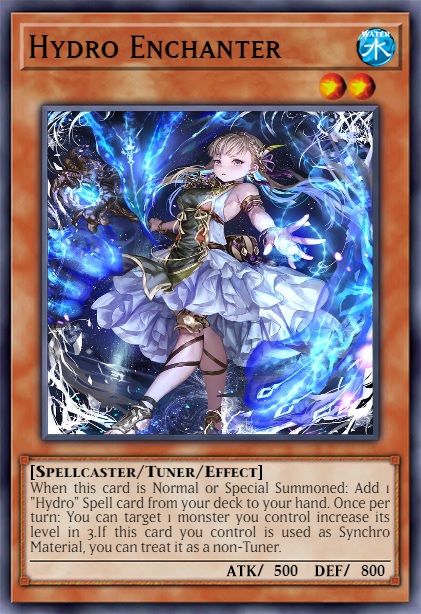 Hydro Enchanter
WATER
水
[Spellcaster/Tuner/Effect]
When this card is Normal or Special Summoned: Add 1
"Hydro" Spell card from your deck to your hand. Once per
turn: You can target 1 monster you control increase its
level in 3.If this card you control is used as Synchro
Material, you can treat it as a non-Tuner.
ATK/ 500 DEF/ 800